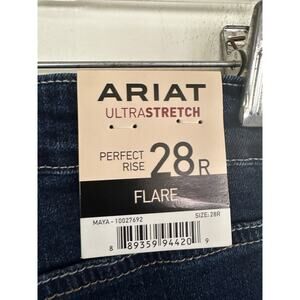 ARIAT
ULTRASTRETCH
PERFECT RISE 28R
FLARE
MAYA - 10027692 SIZE: 28R
8 89359 94420 9